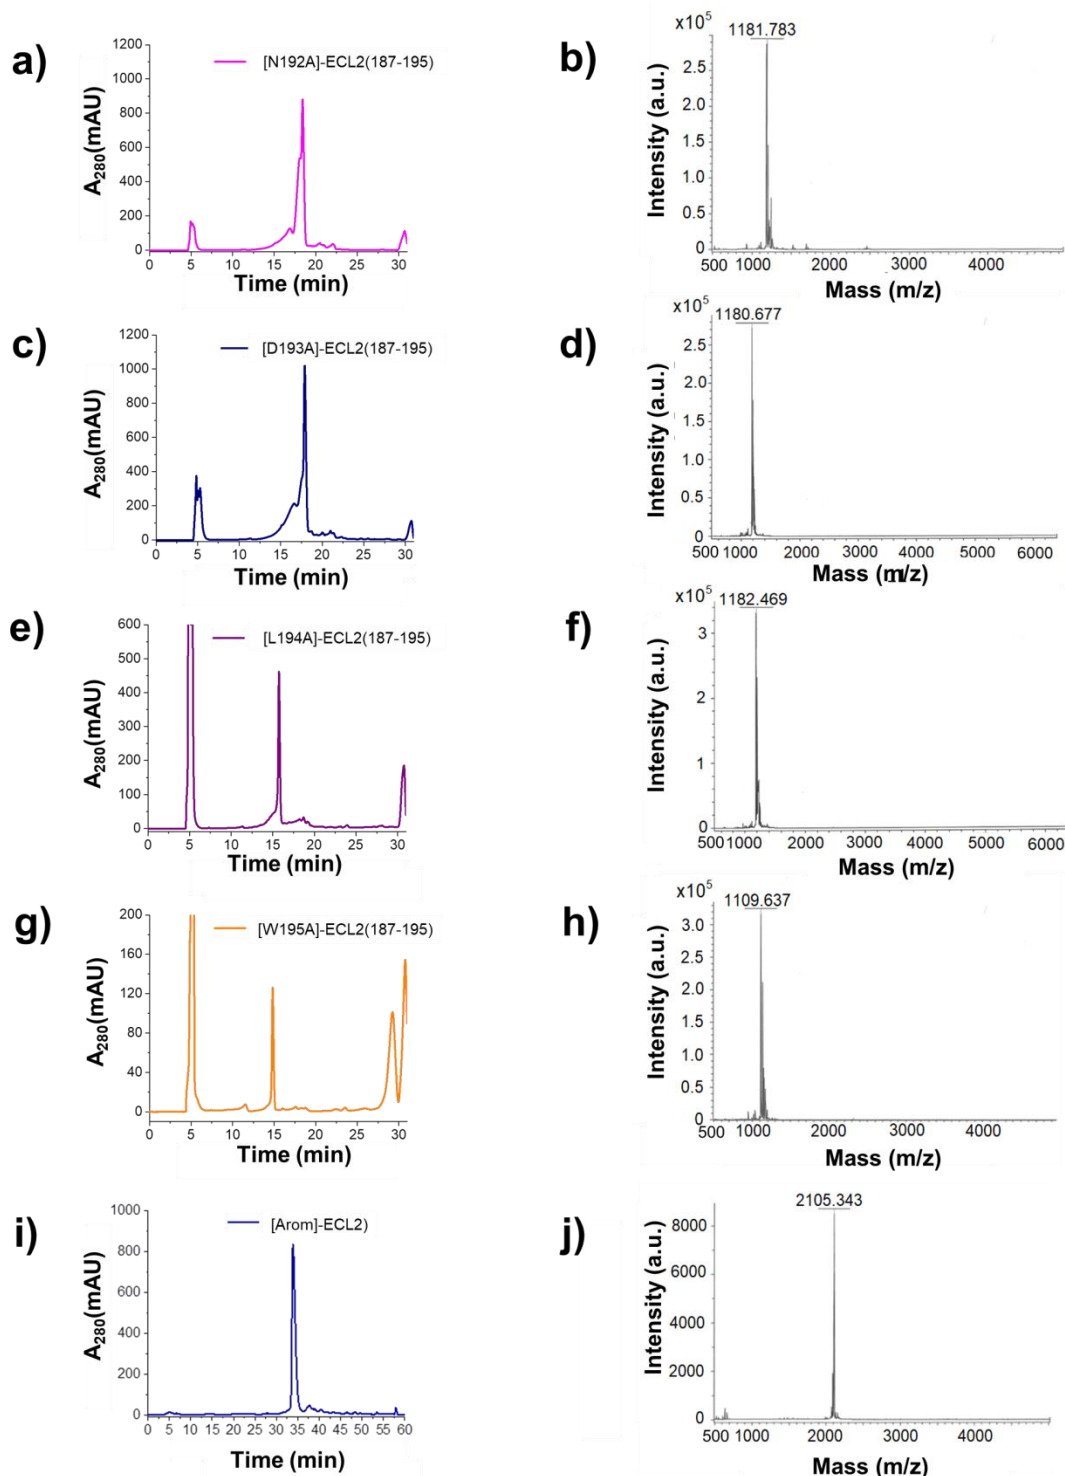 a)
A280(mAU)
1200
1000
800
600
400
200
0
[N192A]-ECL2(187-195)
0 5 10 15 20 25 30
Time (min)
b)
Intensity (a.u.)
x10^5
1181.783
2.5
2.0
1.5
1.0
0.5
0
500 1000 2000 3000 4000
Mass (m/z)
c)
A280(mAU)
1200
1000
800
600
400
200
0
[D193A]-ECL2(187-195)
0 5 10 15 20 25 30
Time (min)
d)
Intensity (a.u.)
x10^5
1180.677
2.5
2.0
1.5
1.0
0.5
0
500 1000 2000 3000 4000 5000 6000
Mass (m/z)
e)
A280(mAU)
600
500
400
300
200
100
0
[L194A]-ECL2(187-195)
0 5 10 15 20 25 30
Time (min)
f)
Intensity (a.u.)
x10^5
1182.469
3
2
1
0
500 1000 2000 3000 4000 5000 6000
Mass (m/z)
g)
A280(mAU)
200
160
120
80
40
0
[W195A]-ECL2(187-195)
0 5 10 15 20 25 30
Time (min)
h)
Intensity (a.u.)
x10^5
1109.637
3.0
2.5
2.0
1.5
1.0
0.5
0
500 1000 2000 3000 4000
Mass (m/z)
i)
A280(mAU)
1000
800
600
400
200
0
[Arom]-ECL2)
0 5 10 15 20 25 30 35 40 45 50 55 60
Time (min)
j)
Intensity (a.u.)
2105.343
8000
6000
4000
2000
0
500 1000 2000 3000 4000
Mass (m/z)